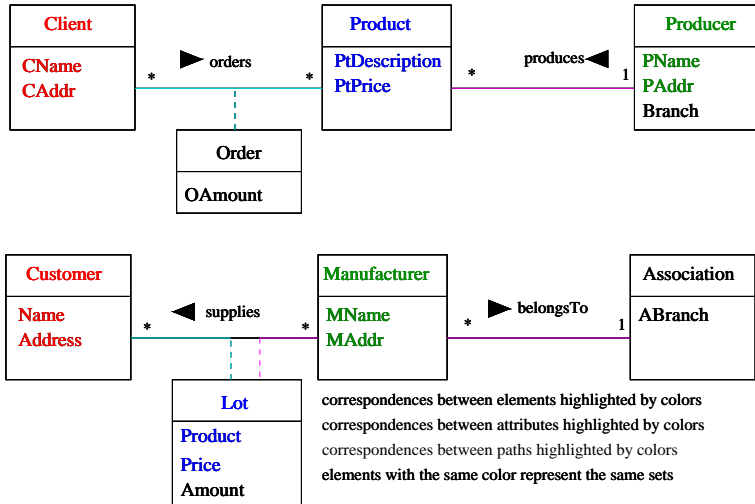 Client
Product
Producer
CName
CAddr
orders
PtDescription
PtPrice
produces
PName
PAddr
Branch
*
*
*
1
Order
OAmount
Customer
Manufacturer
Association
Name
Address
supplies
MName
MAddr
belongsTo
ABranch
*
*
*
1
Lot
Product
Price
Amount
correspondences between elements highlighted by colors
correspondences between attributes highlighted by colors
correspondences between paths highlighted by colors
elements with the same color represent the same sets